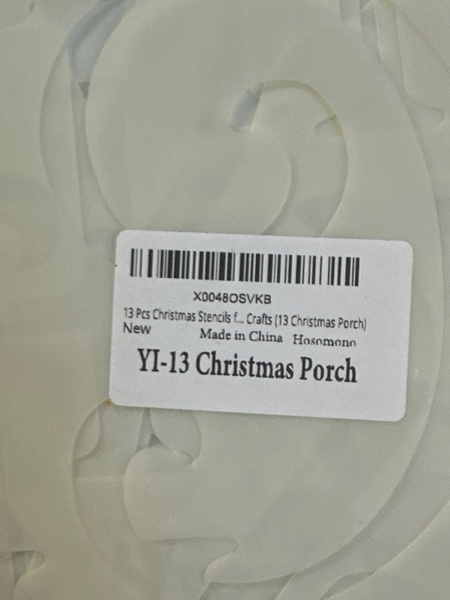 X0048OSVKB
13 Pcs Christmas Stencils f... Crafts (13 Christmas Porch)
New
Made in China Hosomono
YI-13 Christmas Porch